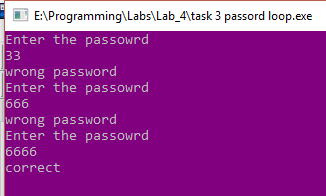 E:\Programming\Labs\Lab_4\task 3 passord loop.exe
Enter the passowrd
33
wrong password
Enter the passowrd
666
wrong password
Enter the passowrd
6666
correct